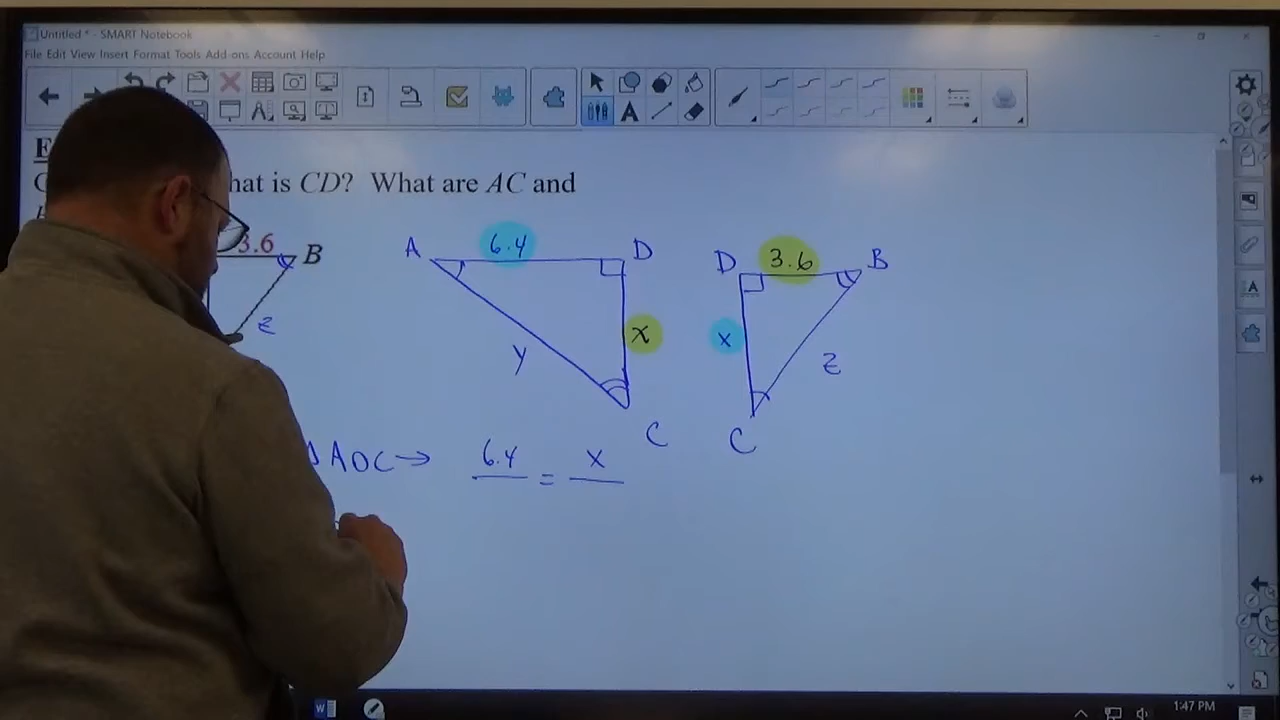 Untitled * - SMART Notebook
File Edit View Insert Format Tools Add-ons Account Help
E
hat is CD? What are AC and
3.6 B
z
A 6.4 D
x
y
C
D 3.6 B
x
z
C
ADC → 6.4 = x
1:47 PM